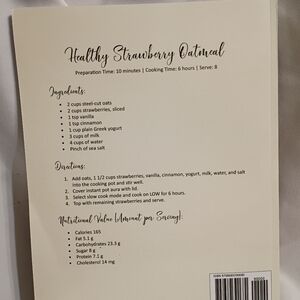 Healthy Strawberry Oatmeal
Preparation Time: 10 minutes | Cooking Time: 6 hours | Serve: 8
Ingredients:
• 2 cups steel-cut oats
• 2 cups strawberries, sliced
• 1 tsp vanilla
• 1 tsp cinnamon
• 1 cup plain Greek yogurt
• 3 cups of milk
• 4 cups of water
• Pinch of sea salt
Directions:
1. Add oats, 1 1/2 cups strawberries, vanilla, cinnamon, yogurt, milk, water, and salt
into the cooking pot and stir well.
2. Cover instant pot aura with lid.
3. Select slow cook mode and cook on LOW for 6 hours.
4. Top with remaining strawberries and serve.
Nutritional Value (Amount per Serving):
• Calories 165
• Fat 5.1 g
• Carbohydrates 23.3 g
• Sugar 8 g
• Protein 7.5 g
• Cholesterol 14 mg